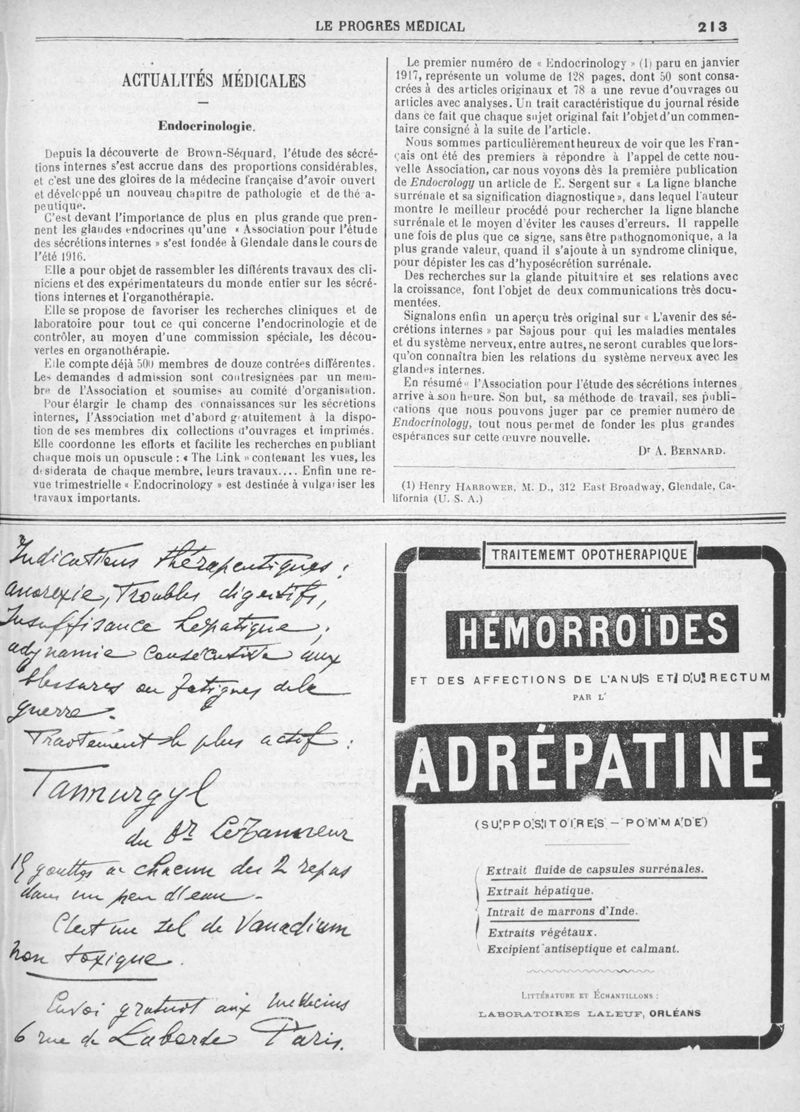 LE PROGRÈS MÉDICAL 213
ACTUALITÉS MÉDICALES
Endocrinologie.
Depuis la découverte de Brown-Séquard, l'étude des sécré-
tions internes s'est accrue dans des proportions considérables,
et c'est une des gloires de la médecine française d'avoir ouvert
et développé un nouveau chapitre de pathologie et de thé a-
peutique.
C'est devant l'importance de plus en plus grande que pren-
nent les glandes endocrines qu'une « Association pour l'étude
des sécrétions internes » s'est fondée à Glendale dans le cours de
l'été 1916.
Elle a pour objet de rassembler les différents travaux des cli-
niciens et des expérimentateurs du monde entier sur les sécré-
tions internes et l'organothérapie.
Elle se propose de favoriser les recherches cliniques et de
laboratoire pour tout ce qui concerne l'endocrinologie et de
contrôler, au moyen d'une commission spéciale, les décou-
vertes en organothérapie.
Elle compte déjà 500 membres de douze contrées différentes.
Les demandes d admission sont contresignées par un mem-
bre de l'Association et soumises au comité d'organisation.
Pour élargir le champ des connaissances sur les sécrétions
internes, l'Association met d'abord g atuitement à la dispo-
tion de ses membres dix collections d'ouvrages et imprimés.
Elle coordonne les efforts et facilite les recherches en publiant
chaque mois un opuscule : « The Link » contenant les vues, les
desiderata de chaque membre, leurs travaux.... Enfin une re-
vue trimestrielle « Endocrinology » est destinée à vulgariser les
travaux importants.
Le premier numéro de « Endocrinology » (1) paru en janvier
1917, représente un volume de 128 pages, dont 50 sont consa-
crées à des articles originaux et 78 a une revue d'ouvrages ou
articles avec analyses. Un trait caractéristique du journal réside
dans ce fait que chaque sujet original fait l'objet d'un commen-
taire consigné à la suite de l'article.
Nous sommes particulièrement heureux de voir que les Fran-
çais ont été des premiers à répondre à l'appel de cette nou-
velle Association, car nous voyons dès la première publication
de Endocrology un article de E. Sergent sur « La ligne blanche
surrénale et sa signification diagnostique », dans lequel l'auteur
montre le meilleur procédé pour rechercher la ligne blanche
surrénale et le moyen d'éviter les causes d'erreurs. Il rappelle
une fois de plus que ce signe, sans être pathognomonique, a la
plus grande valeur, quand il s'ajoute à un syndrome clinique,
pour dépister les cas d'hyposécrétion surrénale.
Des recherches sur la glande pituitaire et ses relations avec
la croissance, font l'objet de deux communications très docu-
mentées.
Signalons enfin un aperçu très original sur « L'avenir des sé-
crétions internes » par Sajous pour qui les maladies mentales
et du système nerveux, entre autres, ne seront curables que lors-
qu'on connaîtra bien les relations du système nerveux avec les
glandes internes.
En résumé « l'Association pour l'étude des sécrétions internes
arrive à son heure. Son but, sa méthode de travail, ses publi-
cations que nous pouvons juger par ce premier numéro de
Endocrinology, tout nous permet de fonder les plus grandes
espérances sur cette œuvre nouvelle.
Dr A. BERNARD.
(1) Henry HARROWER, M. D., 312 East Broadway, Glendale, Ca-
lifornia (U. S. A.)
Indications thérapeutiques :
anorexie, Troubles digestifs,
Insuffisance hépatique,
adynamie consécutive aux
blessures ou fatigues de la
guerre.
Traitement le plus actif :
Tanurgyl
du Dr LeTanneur
15 gouttes à chacun des 2 repas
dans un peu d'eau -
C'est un sel de Vanadium
non toxique.
Envoi gratuit aux médecins
6 rue de Laborde Paris.
TRAITEMEMT OPOTHÉRAPIQUE
HÉMORROÏDES
ET DES AFFECTIONS DE L'ANUS ET DU RECTUM
PAR L'
ADRÉPATINE
(SUPPOSITOIRES - POMMADE)
Extrait fluide de capsules surrénales.
Extrait hépatique.
Intrait de marrons d'Inde.
Extraits végétaux.
Excipient antiseptique et calmant.
LITTÉRATURE ET ÉCHANTILLONS :
LABORATOIRES LALEUF, ORLÉANS